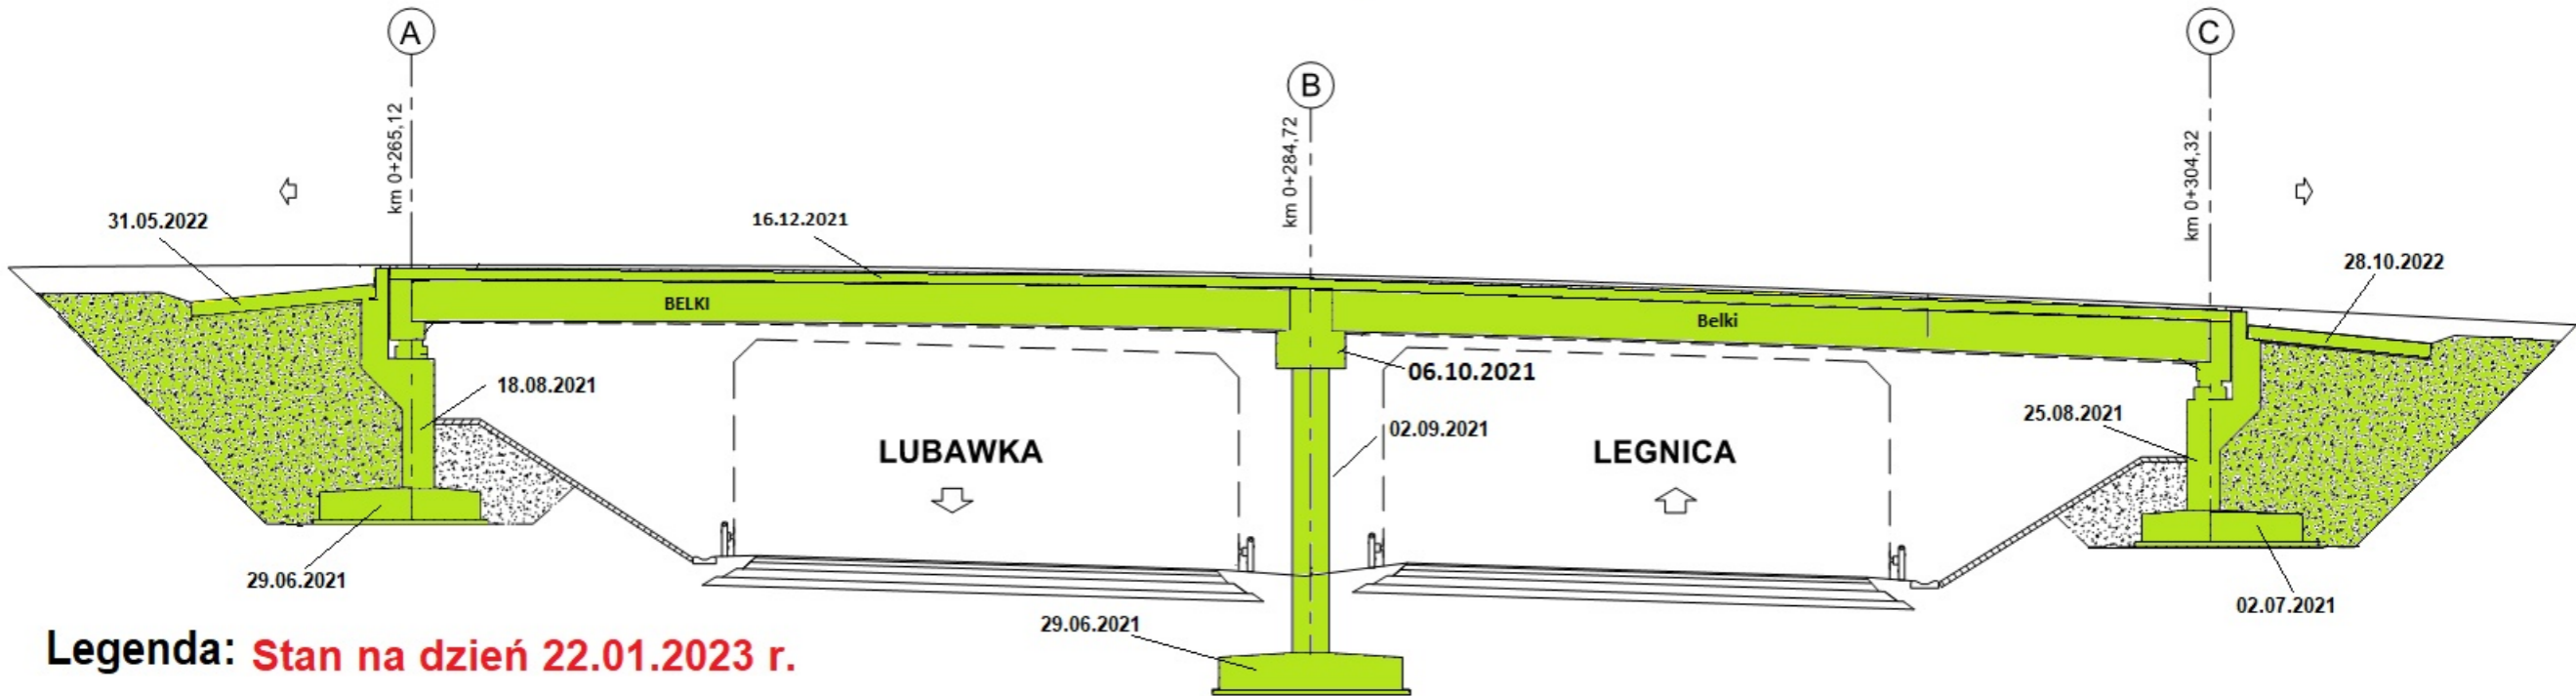 A
B
C
km 0+265,12
km 0+284,72
km 0+304,32
31.05.2022
16.12.2021
28.10.2022
BELKI
Belki
18.08.2021
06.10.2021
02.09.2021
25.08.2021
LUBAWKA
LEGNICA
29.06.2021
29.06.2021
02.07.2021
Legenda: Stan na dzień 22.01.2023 r.